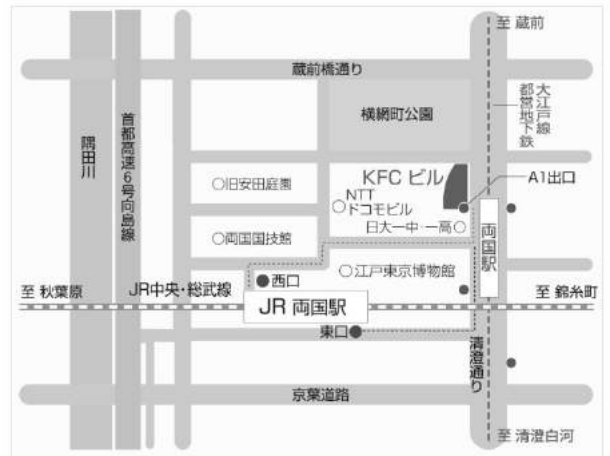 至 蔵前
蔵前橋通り
大江戸線
都営地下鉄
首都高速6号向島線
隅田川
横綱町公園
KFC ビル
A1出口
○旧安田庭園
○NTT
ドコモビル
日大一中・一高○
○両国国技館
両国駅
○江戸東京博物館
●西口
至 秋葉原
JR中央・総武線
JR 両国駅
至 錦糸町
東口●
清澄通り
京葉道路
至 清澄白河